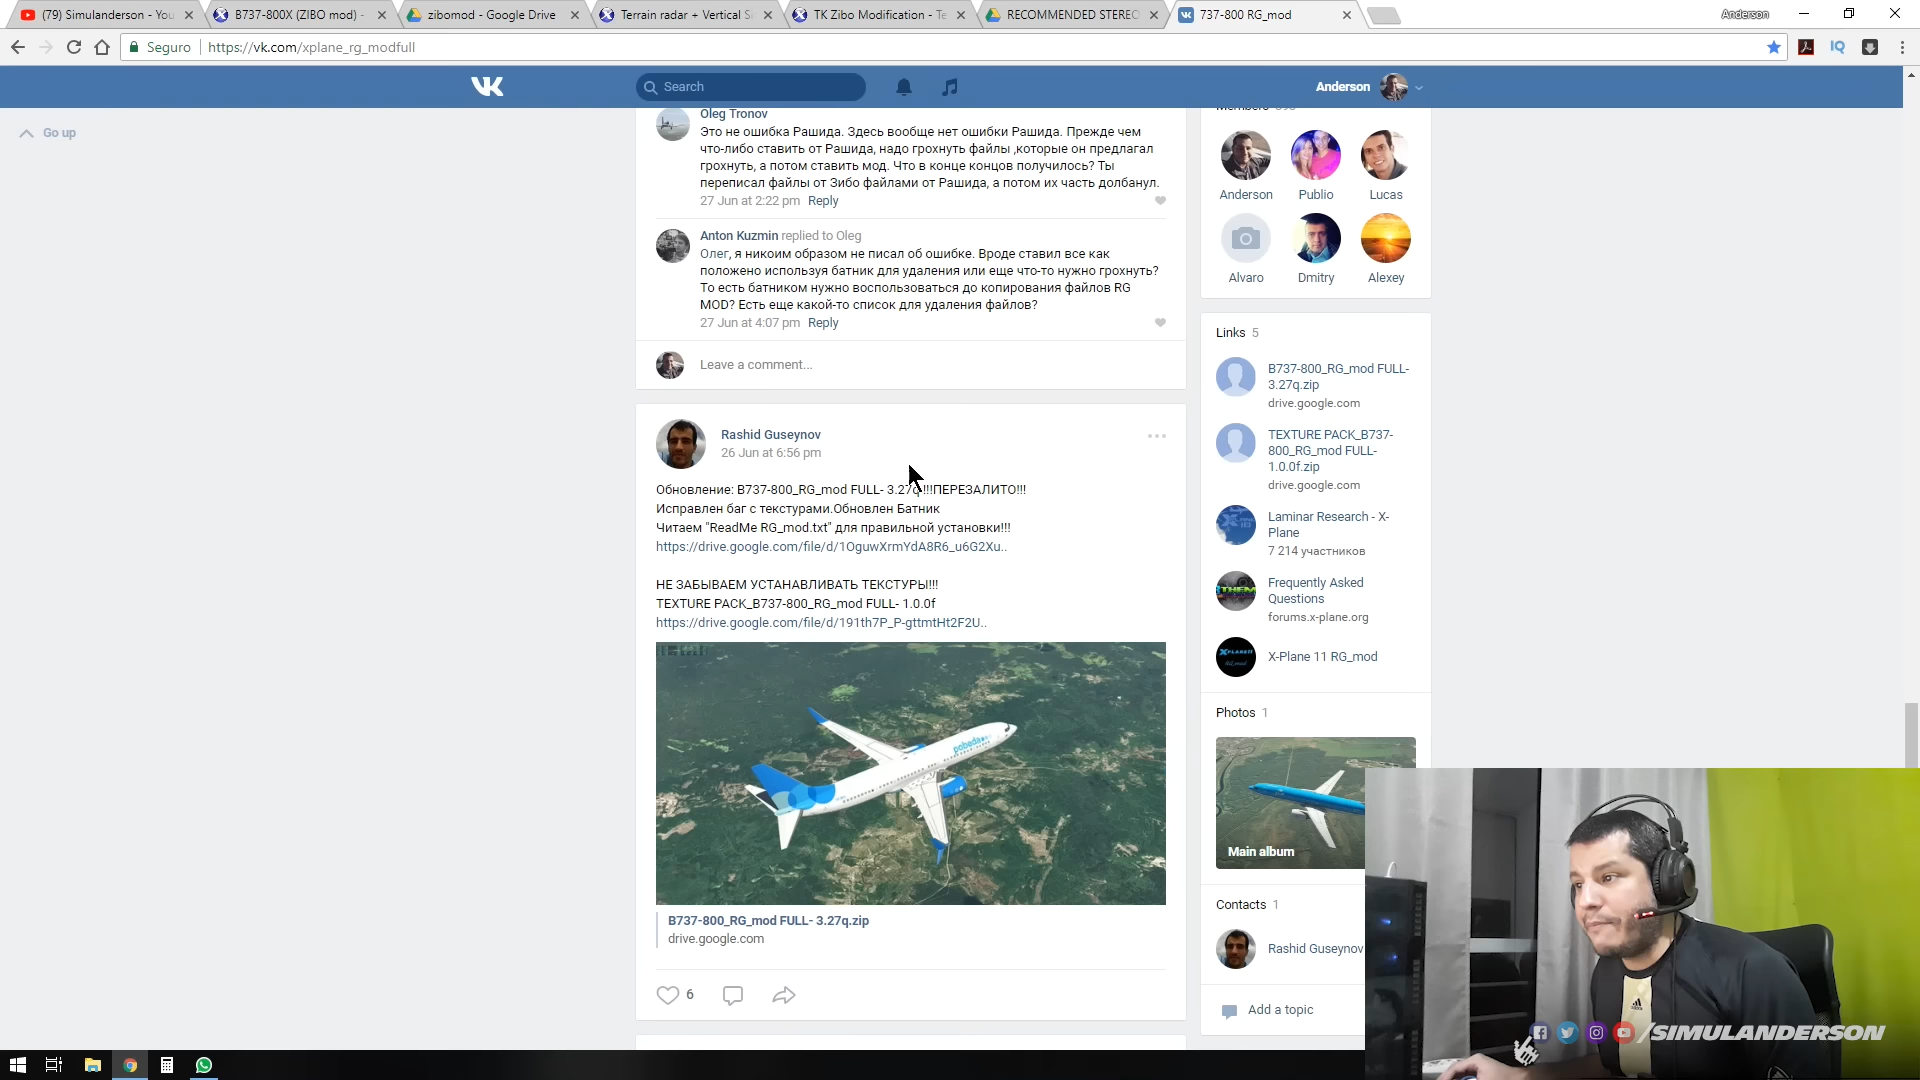 (79) Simulanderson - You
B737-800X (ZIBO mod) -
zibomod - Google Drive
Terrain radar + Vertical S
TK Zibo Modification - Te
RECOMMENDED STEREO
737-800 RG_mod
Anderson
Seguro
https://vk.com/xplane_rg_modfull
IQ
Search
Anderson
Go up
Oleg Tronov
Это не ошибка Рашида. Здесь вообще нет ошибки Рашида. Прежде чем
что-либо ставить от Рашида, надо грохнуть файлы ,которые он предлагал
грохнуть, а потом ставить мод. Что в конце концов получилось? Ты
переписал файлы от Зибо файлами от Рашида, а потом их часть долбанул.
27 Jun at 2:22 pm Reply
Anton Kuzmin replied to Oleg
Олег, я никоим образом не писал об ошибке. Вроде ставил все как
положено используя батник для удаления или еще что-то нужно грохнуть?
То есть батником нужно воспользоваться до копирования файлов RG
MOD? Есть еще какой-то список для удаления файлов?
27 Jun at 4:07 pm Reply
Leave a comment...
Rashid Guseynov
26 Jun at 6:56 pm
Обновление: B737-800_RG_mod FULL- 3.27q !!!ПЕРЕЗАЛИТО!!!
Исправлен баг с текстурами.Обновлен Батник
Читаем "ReadMe RG_mod.txt" для правильной установки!!!
https://drive.google.com/file/d/1OguwXrmYdA8R6_u6G2Xu..
НЕ ЗАБЫВАЕМ УСТАНАВЛИВАТЬ ТЕКСТУРЫ!!!
TEXTURE PACK_B737-800_RG_mod FULL- 1.0.0f
https://drive.google.com/file/d/191th7P_P-gttmtHt2F2U..
pobeda
B737-800_RG_mod FULL- 3.27q.zip
drive.google.com
6
Anderson
Publio
Lucas
Alvaro
Dmitry
Alexey
Links 5
B737-800_RG_mod FULL-
3.27q.zip
drive.google.com
TEXTURE PACK_B737-
800_RG_mod FULL-
1.0.0f.zip
drive.google.com
Laminar Research - X-
Plane
7 214 участников
Frequently Asked
Questions
forums.x-plane.org
X-Plane 11 RG_mod
Photos 1
Main album
Contacts 1
Rashid Guseynov
Add a topic
adidas
/SIMULANDERSON